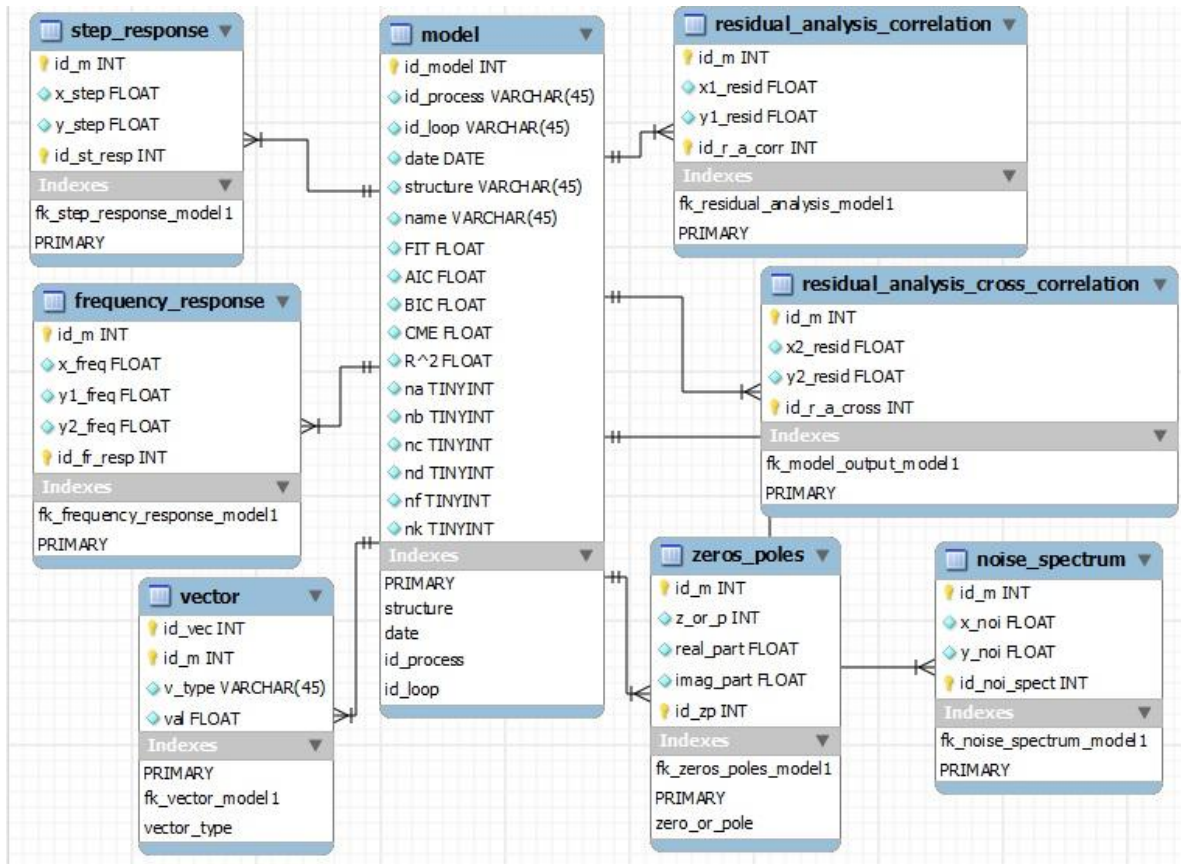 step_response
id_m INT
x_step FLOAT
y_step FLOAT
id_st_resp INT
Indexes
fk_step_response_model1
PRIMARY
model
id_model INT
id_process VARCHAR(45)
id_loop VARCHAR(45)
date DATE
structure VARCHAR(45)
name VARCHAR(45)
FIT FLOAT
AIC FLOAT
BIC FLOAT
CME FLOAT
R^2 FLOAT
na TINYINT
nb TINYINT
nc TINYINT
nd TINYINT
nf TINYINT
nk TINYINT
Indexes
PRIMARY
structure
date
id_process
id_loop
residual_analysis_correlation
id_m INT
x1_resid FLOAT
y1_resid FLOAT
id_r_a_corr INT
Indexes
fk_residual_analysis_model1
PRIMARY
residual_analysis_cross_correlation
id_m INT
x2_resid FLOAT
y2_resid FLOAT
id_r_a_cross INT
Indexes
fk_model_output_model1
PRIMARY
frequency_response
id_m INT
x_freq FLOAT
y1_freq FLOAT
y2_freq FLOAT
id_fr_resp INT
Indexes
fk_frequency_response_model1
PRIMARY
vector
id_vec INT
id_m INT
v_type VARCHAR(45)
val FLOAT
Indexes
PRIMARY
fk_vector_model1
vector_type
zeros_poles
id_m INT
z_or_p INT
real_part FLOAT
imag_part FLOAT
id_zp INT
Indexes
fk_zeros_poles_model1
PRIMARY
zero_or_pole
noise_spectrum
id_m INT
x_noi FLOAT
y_noi FLOAT
id_noi_spect INT
Indexes
fk_noise_spectrum_model1
PRIMARY